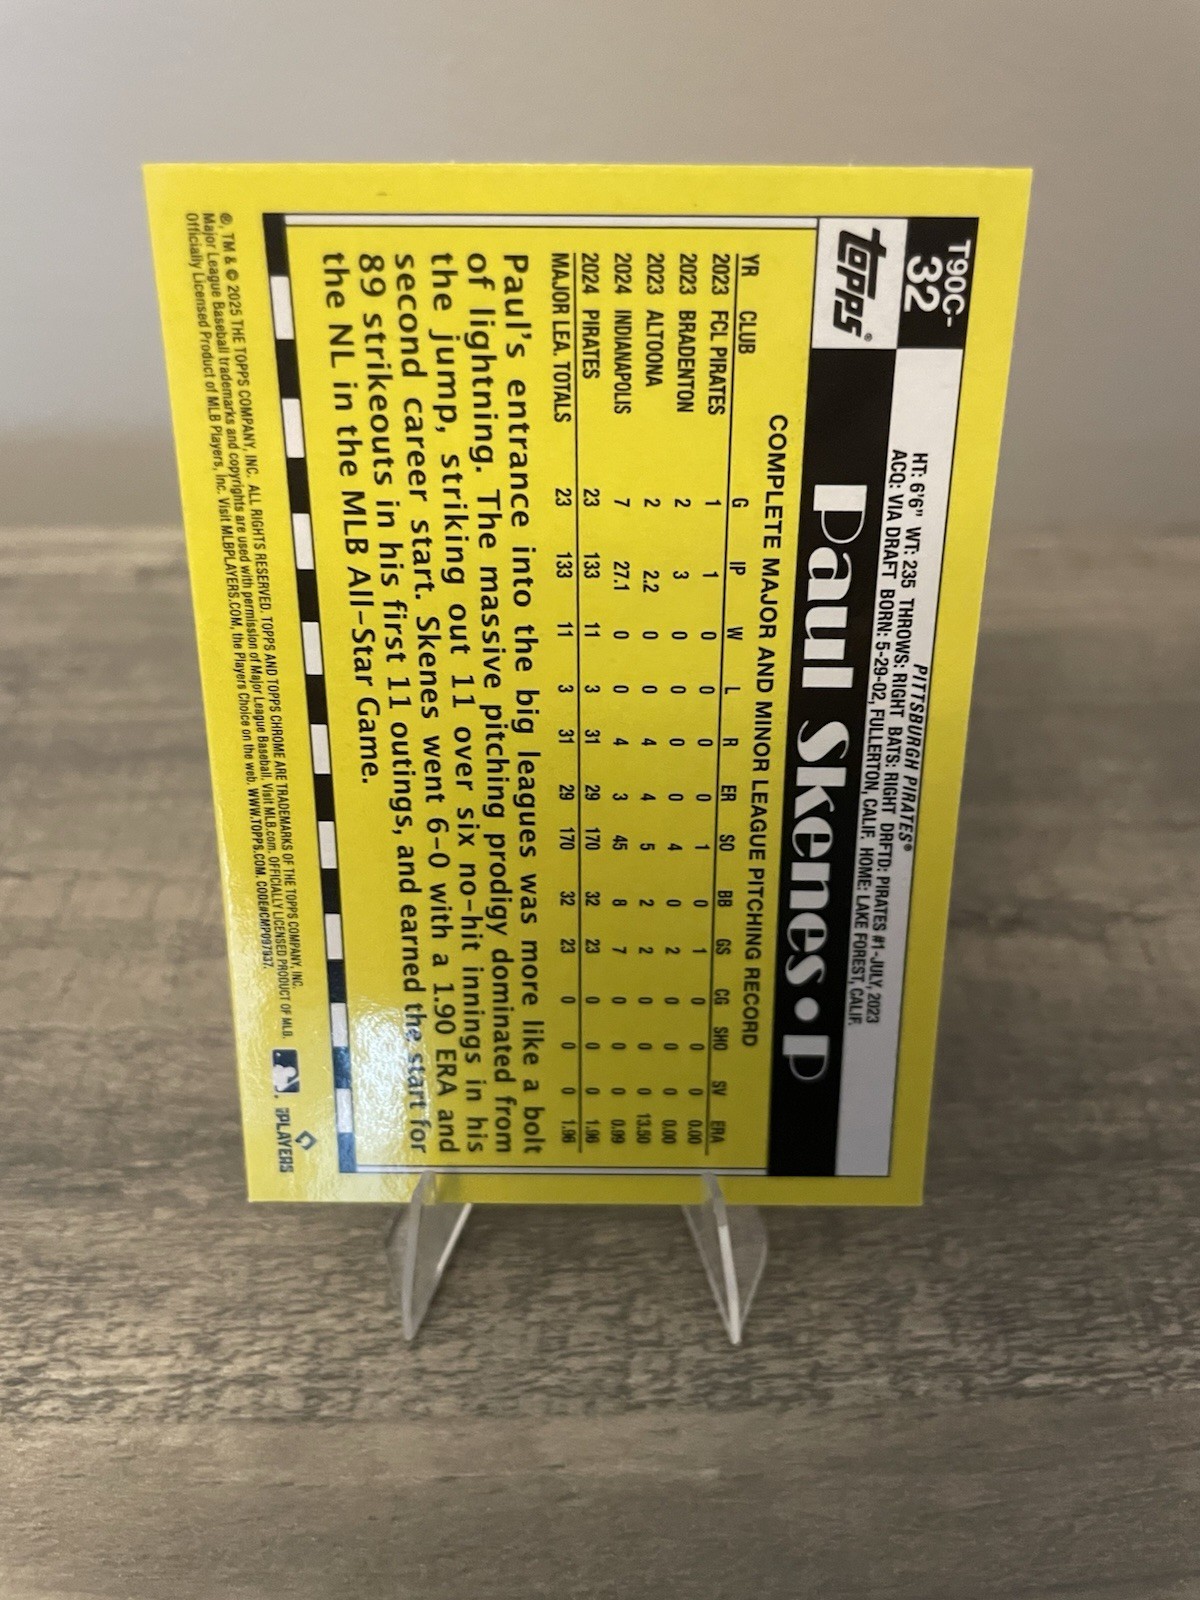 T90C-
32
PITTSBURGH PIRATES®
HT: 6'6" WT: 235 THROWS: RIGHT BATS: RIGHT DRFTD: PIRATES #1-JULY, 2023
ACQ: VIA DRAFT BORN: 5-29-02, FULLERTON, CALIF. HOME: LAKE FOREST, CALIF.
topps®
Paul Skenes • P
COMPLETE MAJOR AND MINOR LEAGUE PITCHING RECORD
YR CLUB G IP W L R ER SO BB GS CG SHO SV ERA
2023 FCL PIRATES 1 1 0 0 0 0 1 0 1 0 0 0 0.00
2023 BRADENTON 2 3 0 0 0 0 4 0 2 0 0 0 0.00
2023 ALTOONA 2 2.2 0 0 4 4 5 2 2 0 0 0 13.50
2024 INDIANAPOLIS 7 27.1 0 0 4 3 45 8 7 0 0 0 0.99
2024 PIRATES 23 133 11 3 31 29 170 32 23 0 0 0 1.96
MAJOR LEA. TOTALS 23 133 11 3 31 29 170 32 23 0 0 0 1.96
Paul's entrance into the big leagues was more like a bolt
of lightning. The massive pitching prodigy dominated from
the jump, striking out 11 over six no-hit innings in his
second career start. Skenes went 6-0 with a 1.90 ERA and
89 strikeouts in his first 11 outings, and earned the start for
the NL in the MLB All-Star Game.
®, TM & © 2025 THE TOPPS COMPANY, INC. ALL RIGHTS RESERVED. TOPPS AND TOPPS CHROME ARE TRADEMARKS OF THE TOPPS COMPANY, INC.
Major League Baseball trademarks and copyrights are used with permission of Major League Baseball. Visit MLB.com. OFFICIALLY LICENSED PRODUCT OF MLB.
Officially Licensed Product of MLB Players, Inc. Visit MLBPLAYERS.COM, the Players Choice on the web. WWW.TOPPS.COM. CODE#CMP097937.
PLAYERS